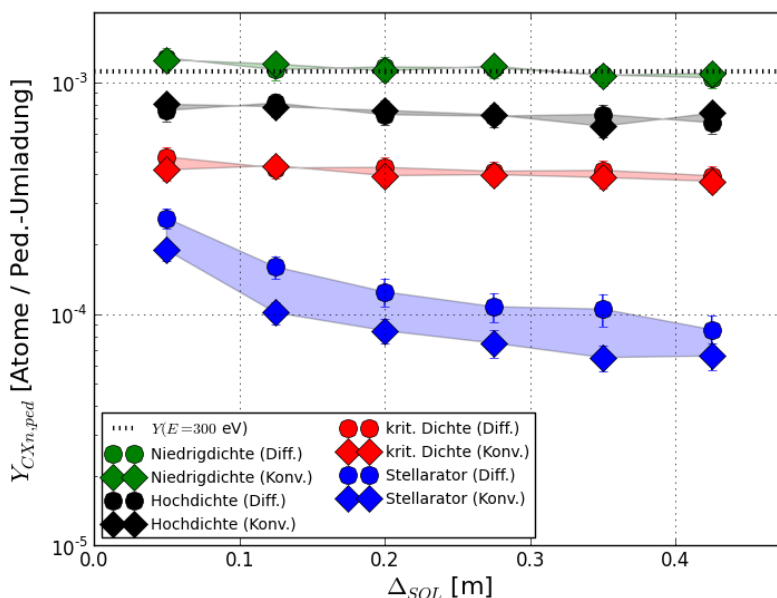 Y_{CXn,ped} [Atome / Ped.-Umladung]
10^{-3}
10^{-4}
10^{-5}
Y(E=300 eV)
Niedrigdichte (Diff.)
Niedrigdichte (Konv.)
Hochdichte (Diff.)
Hochdichte (Konv.)
krit. Dichte (Diff.)
krit. Dichte (Konv.)
Stellarator (Diff.)
Stellarator (Konv.)
0.0 0.1 0.2 0.3 0.4
Δ_{SOL} [m]